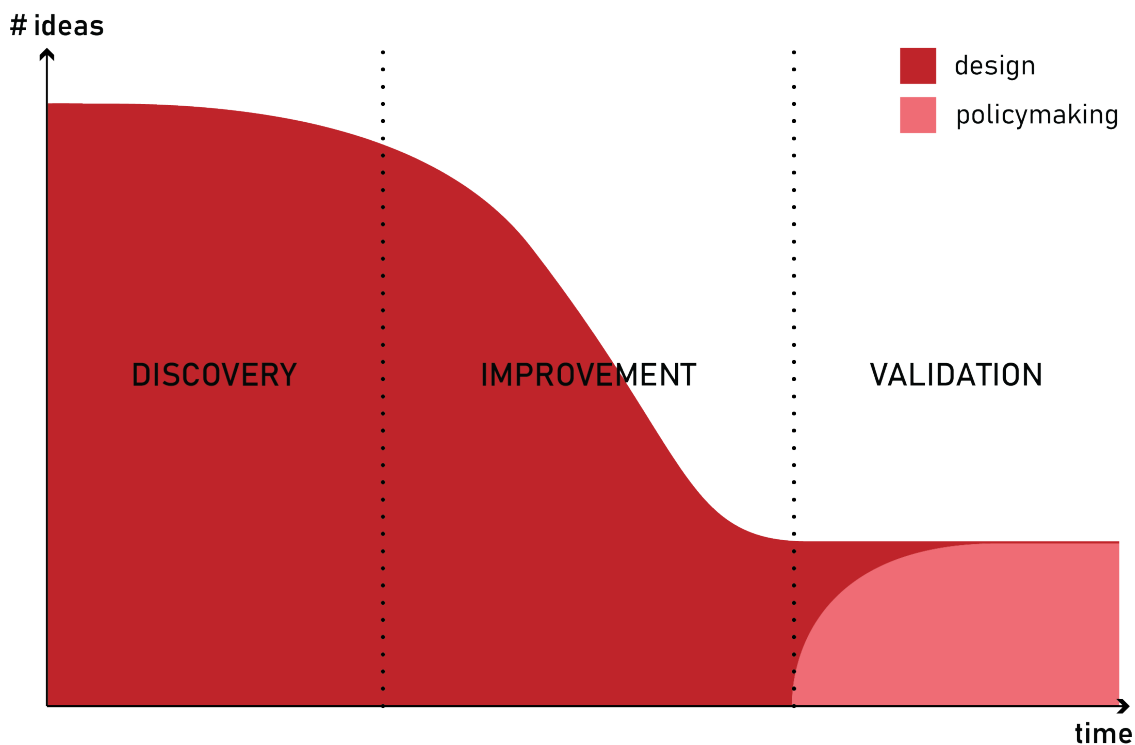 # ideas
design
policymaking
DISCOVERY
IMPROVEMENT
VALIDATION
time